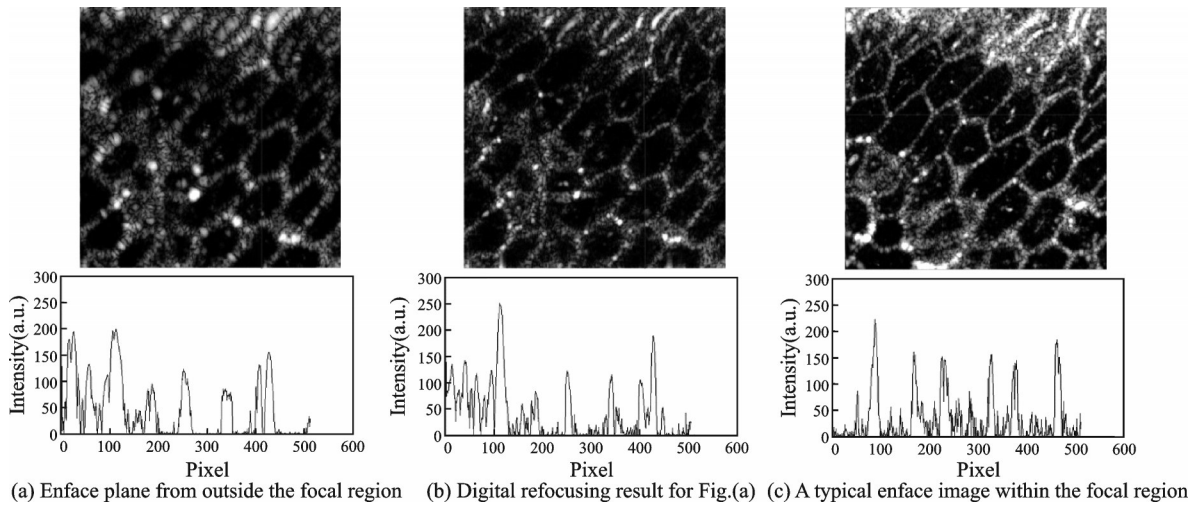 300
250
200
150
100
50
0
Intensity(a.u.)
0 100 200 300 400 500 600
Pixel
(a) Enface plane from outside the focal region
300
250
200
150
100
50
0
Intensity(a.u.)
0 100 200 300 400 500 600
Pixel
(b) Digital refocusing result for Fig.(a)
300
250
200
150
100
50
0
Intensity(a.u.)
0 100 200 300 400 500 600
Pixel
(c) A typical enface image within the focal region